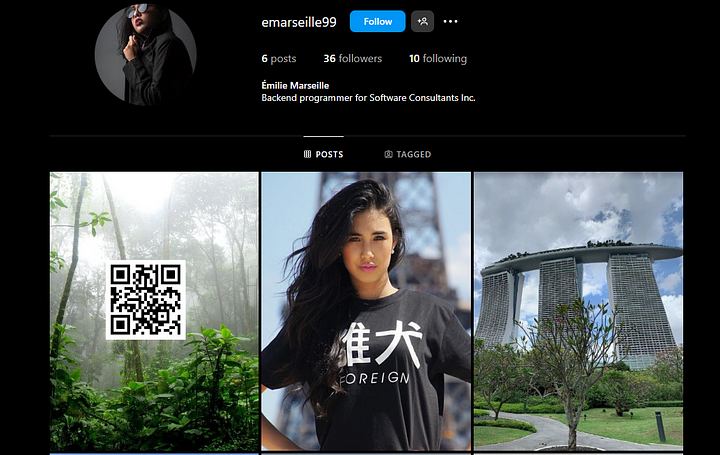 emarseille99
Follow
6 posts
36 followers
10 following
Émilie Marseille
Backend programmer for Software Consultants Inc.
POSTS
TAGGED
犬
FOREIGN